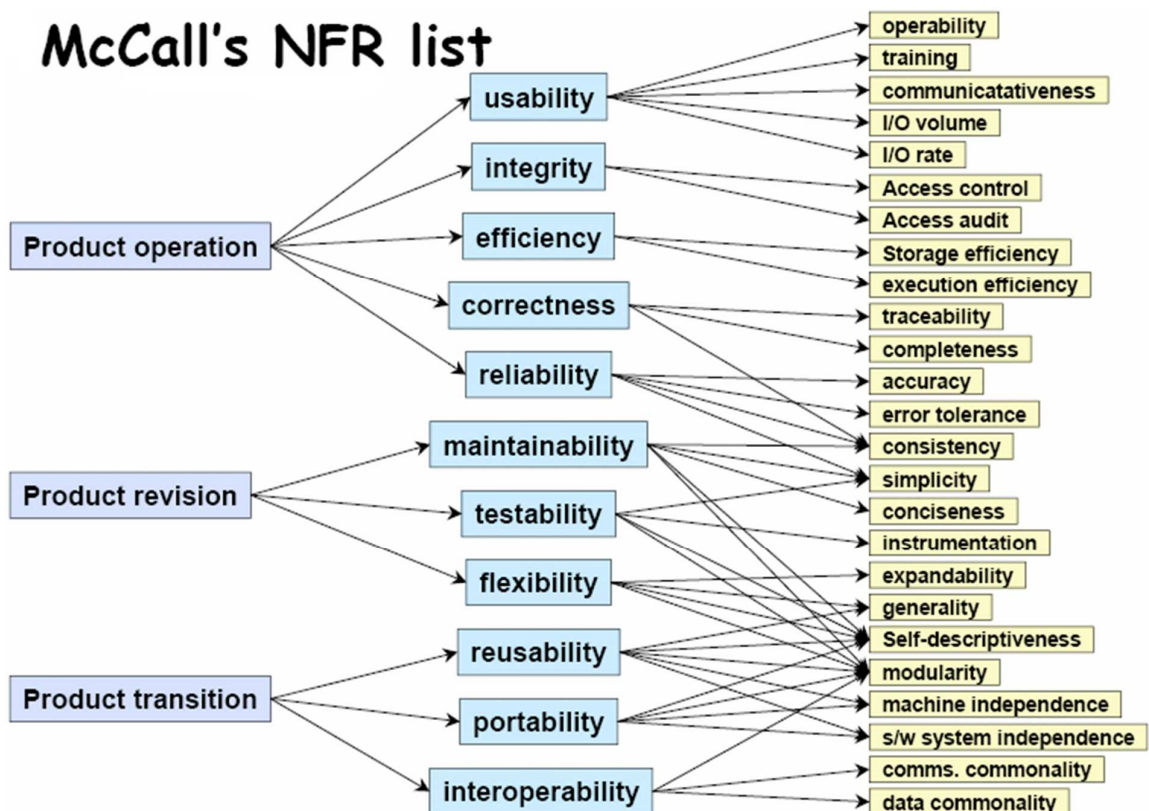 McCall's NFR list
Product operation
Product revision
Product transition
usability
integrity
efficiency
correctness
reliability
maintainability
testability
flexibility
reusability
portability
interoperability
operability
training
communicatativeness
I/O volume
I/O rate
Access control
Access audit
Storage efficiency
execution efficiency
traceability
completeness
accuracy
error tolerance
consistency
simplicity
conciseness
instrumentation
expandability
generality
Self-descriptiveness
modularity
machine independence
s/w system independence
comms. commonality
data commonality